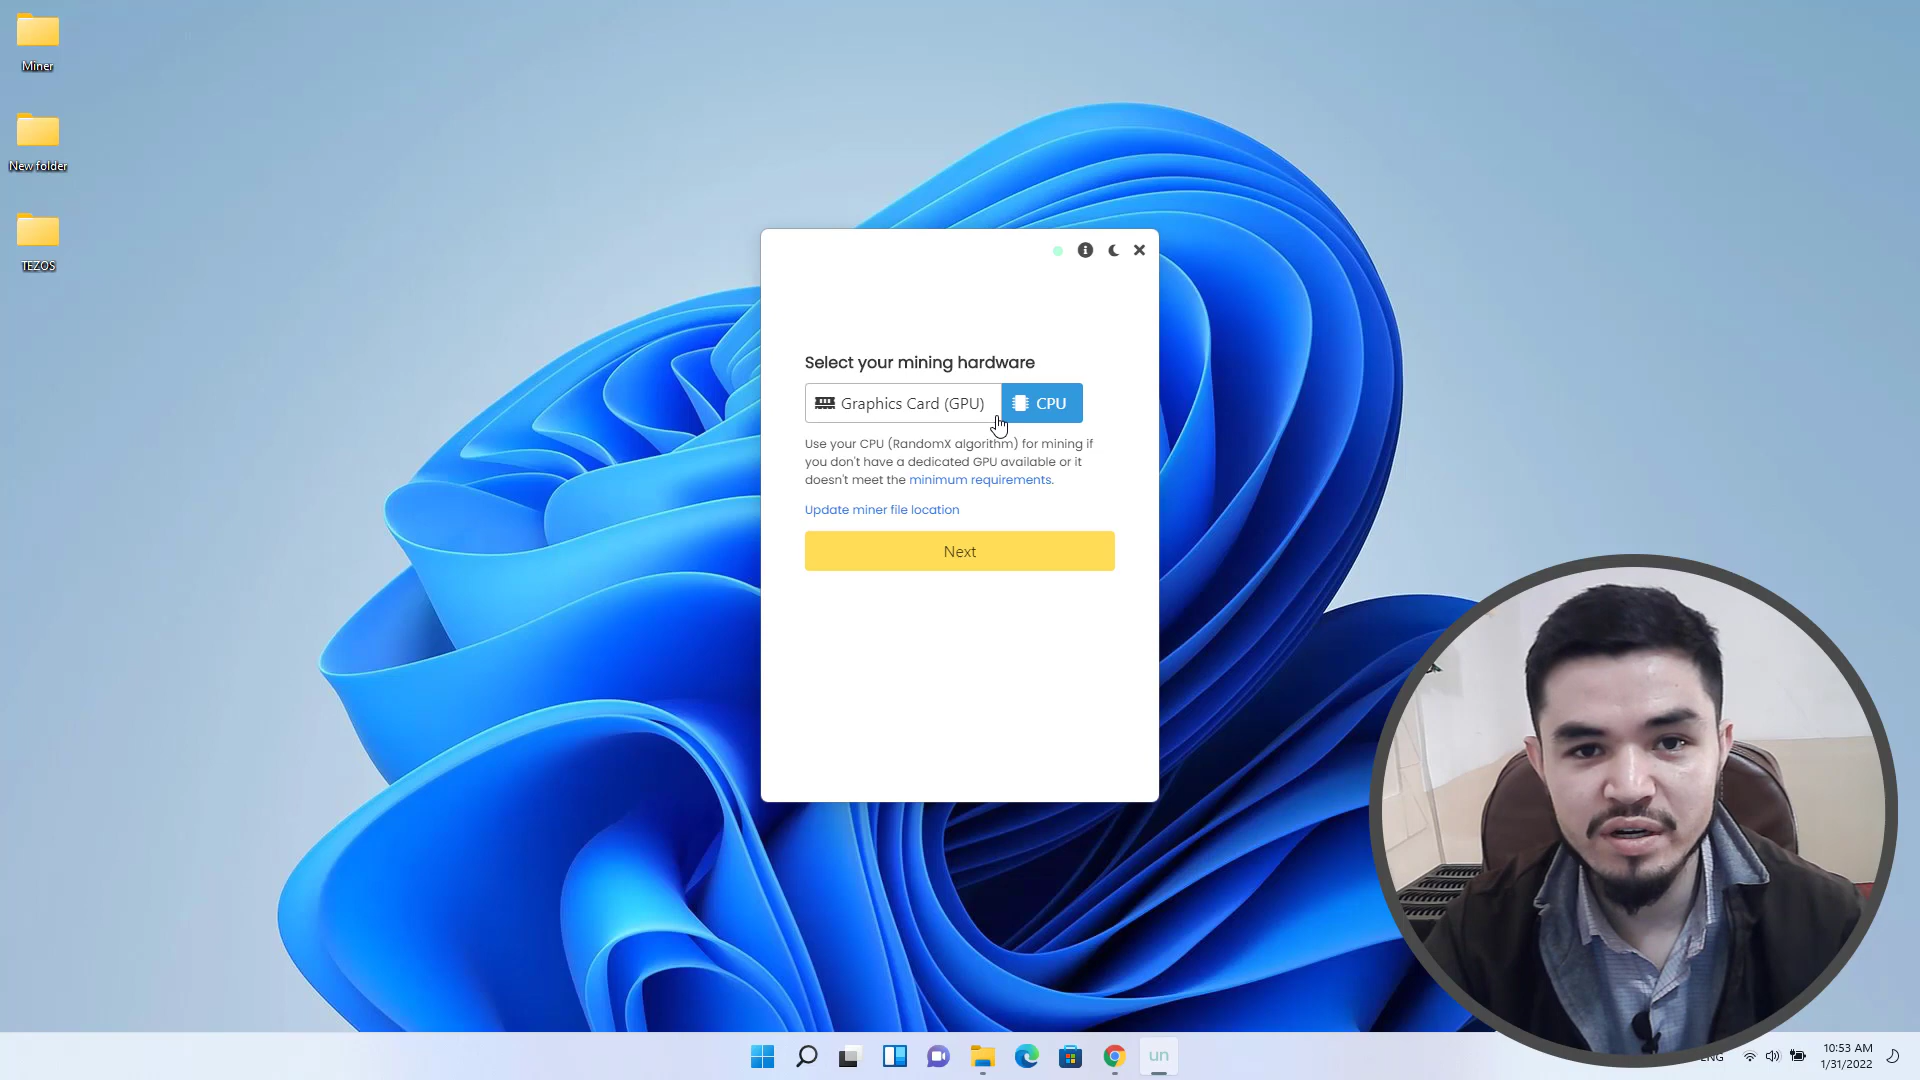 Miner
New folder
TEZOS
Select your mining hardware
Graphics Card (GPU)
CPU
Use your CPU (RandomX algorithm) for mining if
you don't have a dedicated GPU available or it
doesn't meet the minimum requirements.
Update miner file location
Next
un
ENG
10:53 AM
1/31/2022